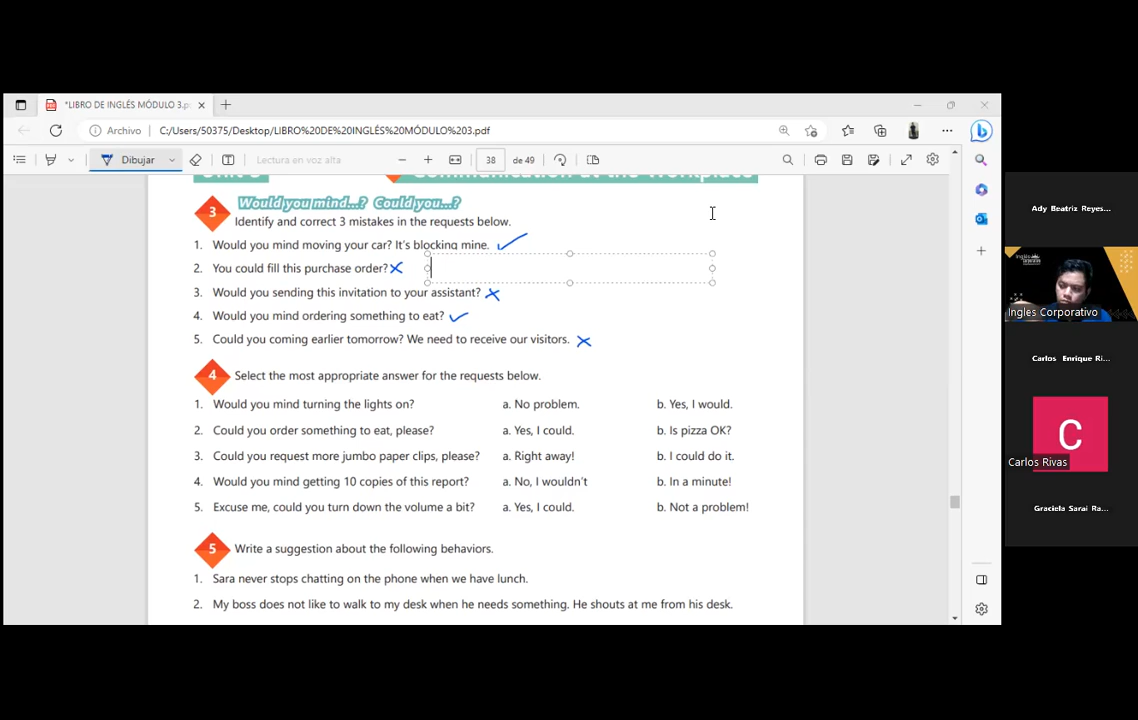 *LIBRO DE INGLÉS MÓDULO 3.p
Archivo C:/Users/50375/Desktop/LIBRO%20DE%20INGLÉS%20MÓDULO%203.pdf
Dibujar Lectura en voz alta 38 de 49
Communication at the Workplace
3 Would you mind...? Could you...?
Identify and correct 3 mistakes in the requests below.
1. Would you mind moving your car? It's blocking mine.
2. You could fill this purchase order?
3. Would you sending this invitation to your assistant?
4. Would you mind ordering something to eat?
5. Could you coming earlier tomorrow? We need to receive our visitors.
4 Select the most appropriate answer for the requests below.
1. Would you mind turning the lights on? a. No problem. b. Yes, I would.
2. Could you order something to eat, please? a. Yes, I could. b. Is pizza OK?
3. Could you request more jumbo paper clips, please? a. Right away! b. I could do it.
4. Would you mind getting 10 copies of this report? a. No, I wouldn't b. In a minute!
5. Excuse me, could you turn down the volume a bit? a. Yes, I could. b. Not a problem!
5 Write a suggestion about the following behaviors.
1. Sara never stops chatting on the phone when we have lunch.
2. My boss does not like to walk to my desk when he needs something. He shouts at me from his desk.
Ady Beatriz Reyes...
Ingles Corporativo
Carlos Enrique Ri...
C
Carlos Rivas
Graciela Sarai Ra...